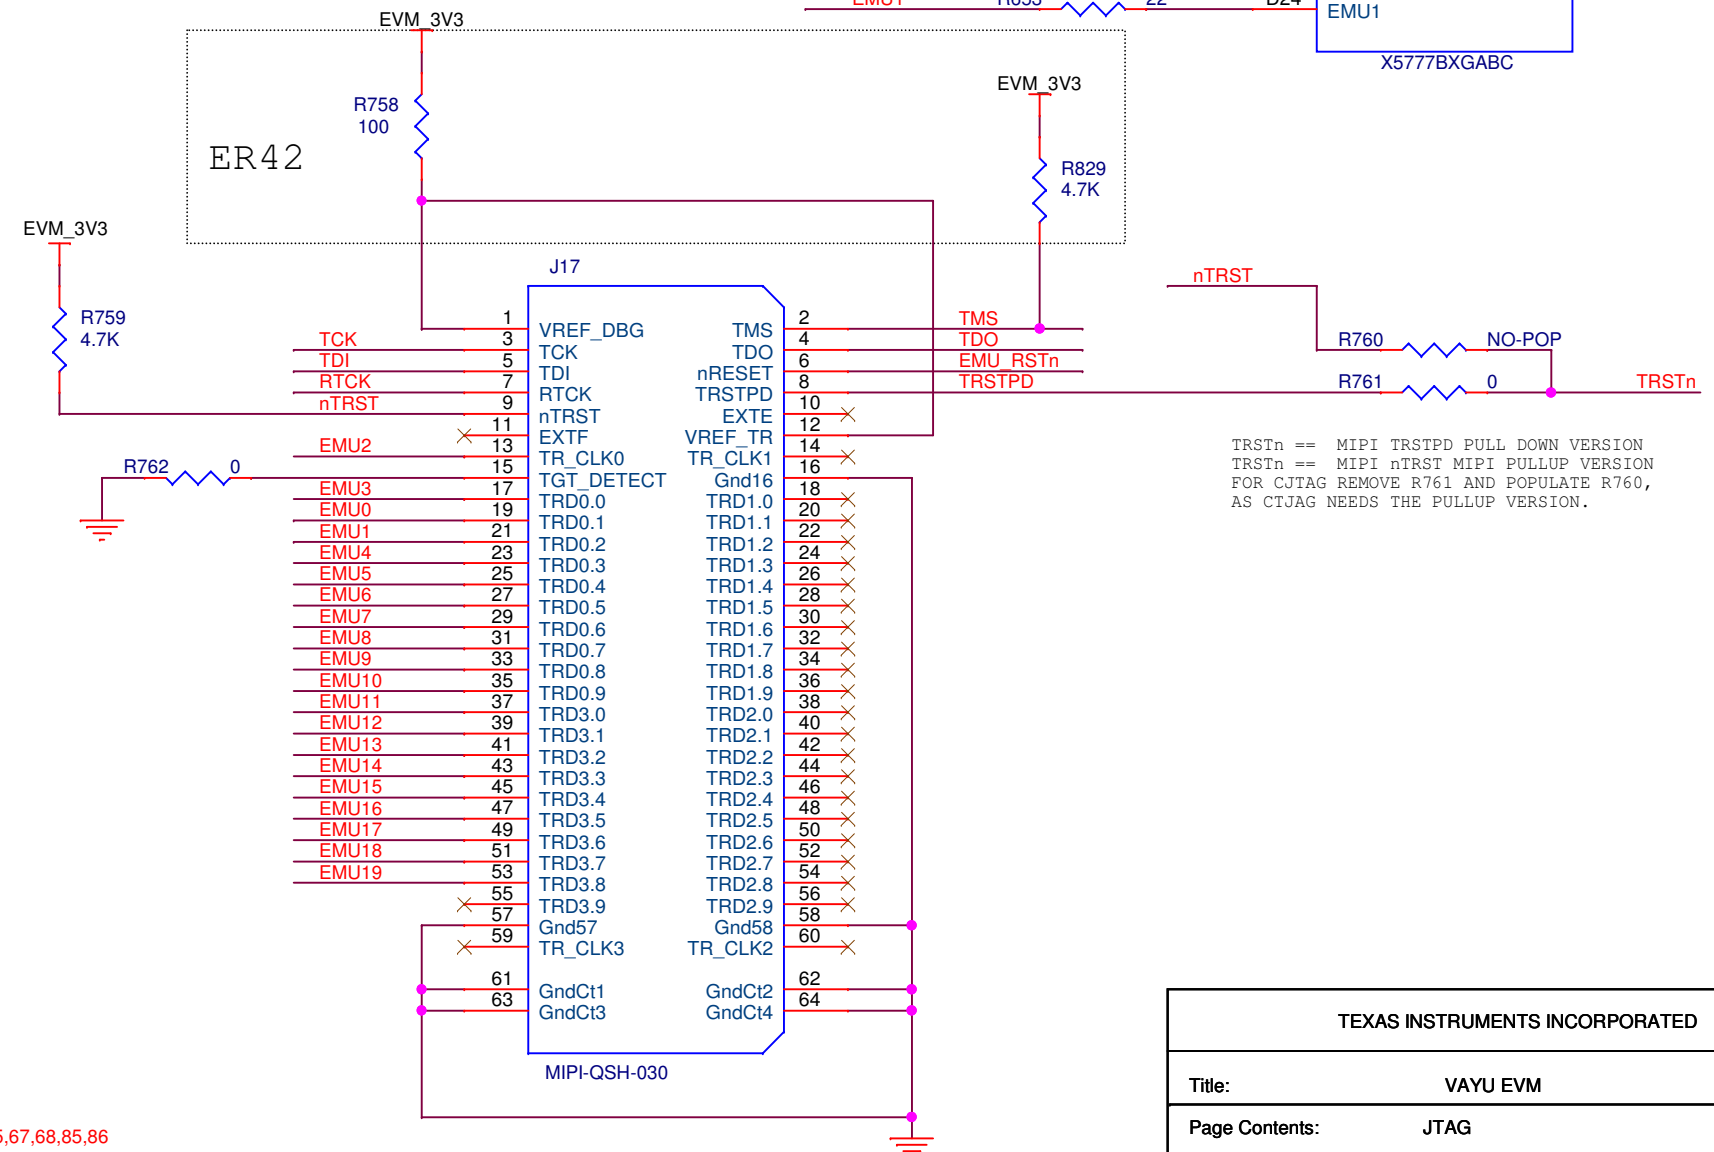 EVM_3V3
22
EMU1
X5777BXGABC
EVM_3V3
R758
100
ER42
R829
4.7K
EVM_3V3
R759
4.7K
J17
nTRST
R760 NO-POP
R761 0 TRSTn
1 VREF_DBG TMS 2 TMS
TCK 3 TCK TDO 4 TDO
TDI 5 TDI nRESET 6 EMU_RSTn
RTCK 7 RTCK TRSTPD 8 TRSTPD
nTRST 9 nTRST EXTE 10
11 EXTF VREF_TR 12
EMU2 13 TR_CLK0 TR_CLK1 14
R762 0 15 TGT_DETECT Gnd16 16
EMU3 17 TRD0.0 TRD1.0 18
EMU0 19 TRD0.1 TRD1.1 20
EMU1 21 TRD0.2 TRD1.2 22
EMU4 23 TRD0.3 TRD1.3 24
EMU5 25 TRD0.4 TRD1.4 26
EMU6 27 TRD0.5 TRD1.5 28
EMU7 29 TRD0.6 TRD1.6 30
EMU8 31 TRD0.7 TRD1.7 32
EMU9 33 TRD0.8 TRD1.8 34
EMU10 35 TRD0.9 TRD1.9 36
EMU11 37 TRD3.0 TRD2.0 38
EMU12 39 TRD3.1 TRD2.1 40
EMU13 41 TRD3.2 TRD2.2 42
EMU14 43 TRD3.3 TRD2.3 44
EMU15 45 TRD3.4 TRD2.4 46
EMU16 47 TRD3.5 TRD2.5 48
EMU17 49 TRD3.6 TRD2.6 50
EMU18 51 TRD3.7 TRD2.7 52
EMU19 53 TRD3.8 TRD2.8 54
55 TRD3.9 TRD2.9 56
57 Gnd57 Gnd58 58
59 TR_CLK3 TR_CLK2 60
61 GndCt1 GndCt2 62
63 GndCt3 GndCt4 64
MIPI-QSH-030
TRSTn == MIPI TRSTPD PULL DOWN VERSION
TRSTn == MIPI nTRST MIPI PULLUP VERSION
FOR CJTAG REMOVE R761 AND POPULATE R760,
AS CTJAG NEEDS THE PULLUP VERSION.
TEXAS INSTRUMENTS INCORPORATED
Title: VAYU EVM
Page Contents: JTAG
,67,68,85,86